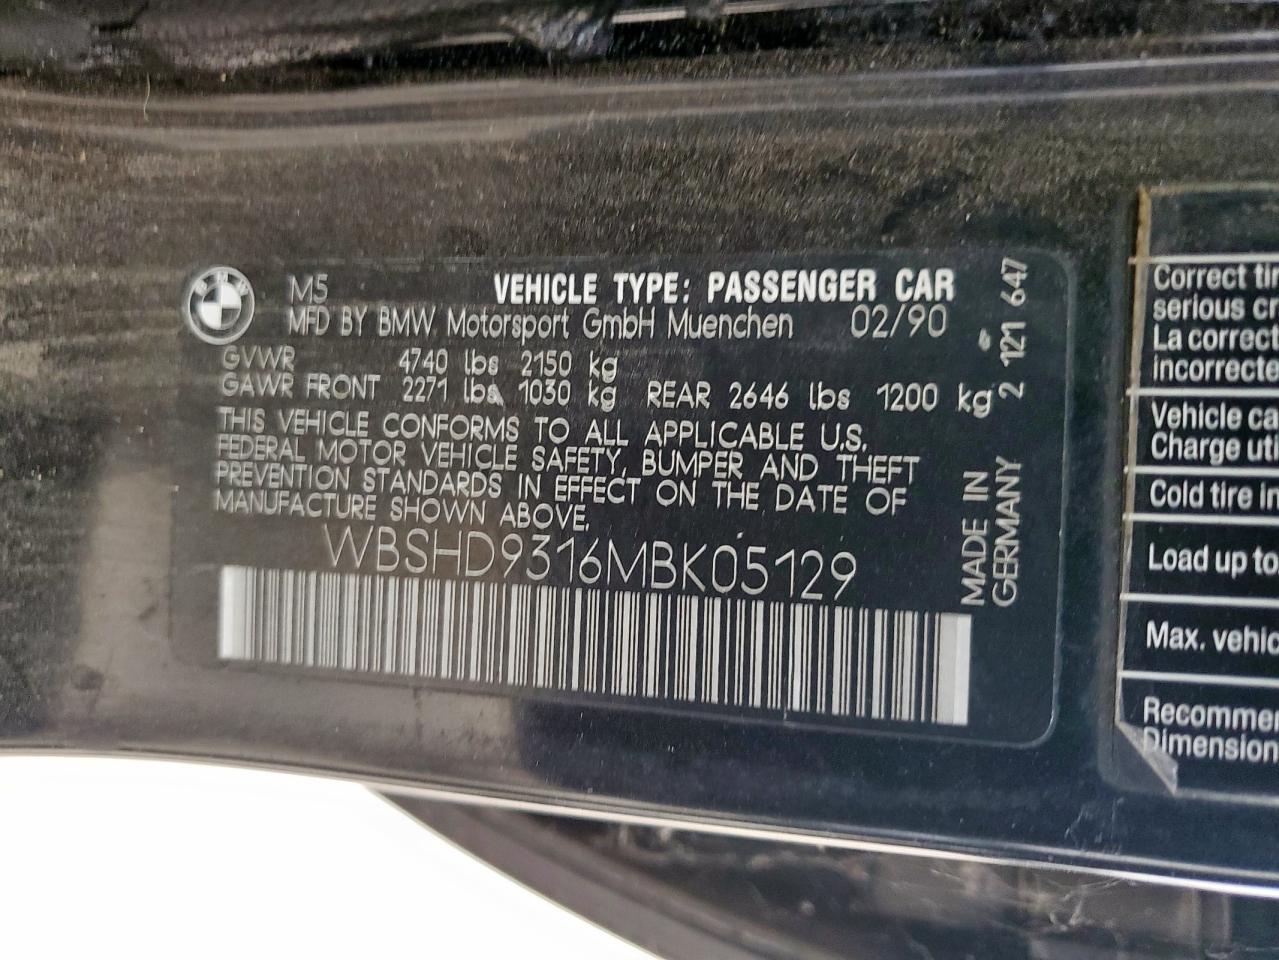 BMW
M5
VEHICLE TYPE: PASSENGER CAR
MFD BY BMW Motorsport GmbH Muenchen 02/90
GVWR 4740 lbs 2150 kg
GAWR FRONT 2271 lbs 1030 kg REAR 2646 lbs 1200 kg
THIS VEHICLE CONFORMS TO ALL APPLICABLE U.S.
FEDERAL MOTOR VEHICLE SAFETY, BUMPER AND THEFT
PREVENTION STANDARDS IN EFFECT ON THE DATE OF
MANUFACTURE SHOWN ABOVE.
WBSHD9316MBK05129
MADE IN
GERMANY
2 121 647
Correct tir
serious cr
La correct
incorrecte
Vehicle ca
Charge uti
Cold tire in
Load up to
Max. vehic
Recommer
Dimension